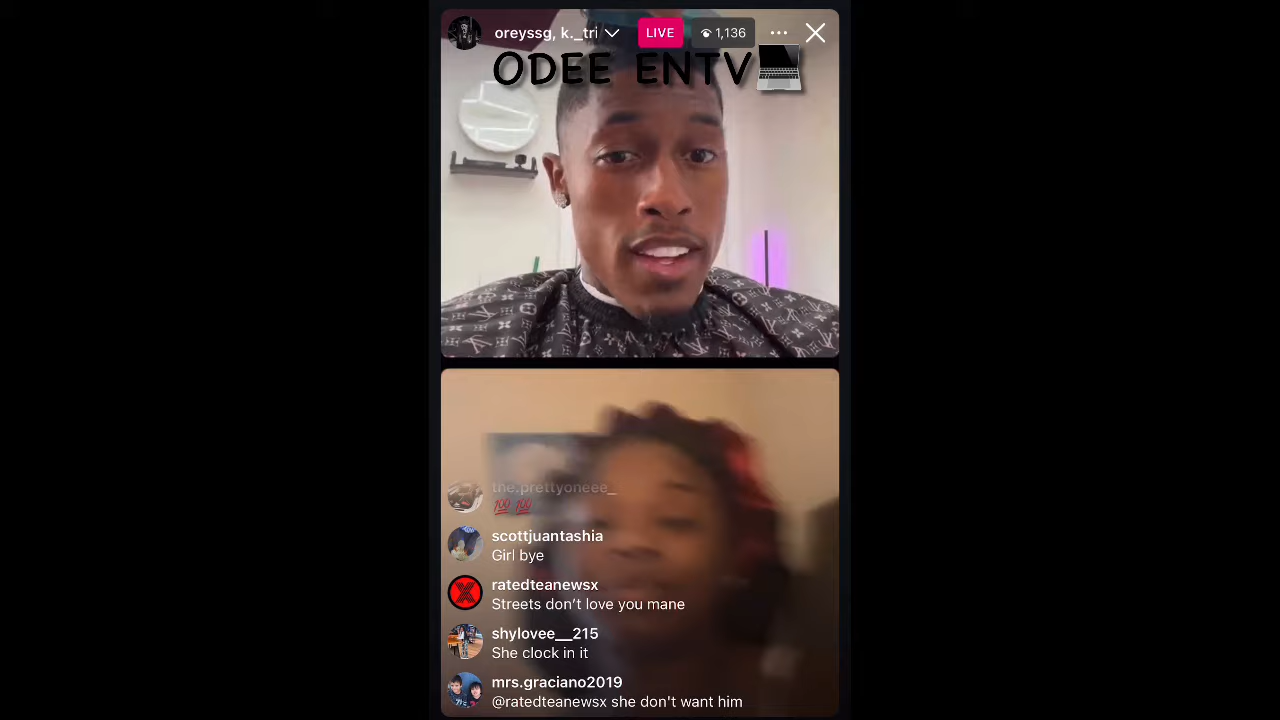 oreyssg, k._tri
LIVE
1,136
ODEE ENTV
the.prettyoneee_
💯 💯
scottjuantashia
Girl bye
ratedteanewsx
Streets don’t love you mane
shylovee__215
She clock in it
mrs.graciano2019
@ratedteanewsx she don't want him